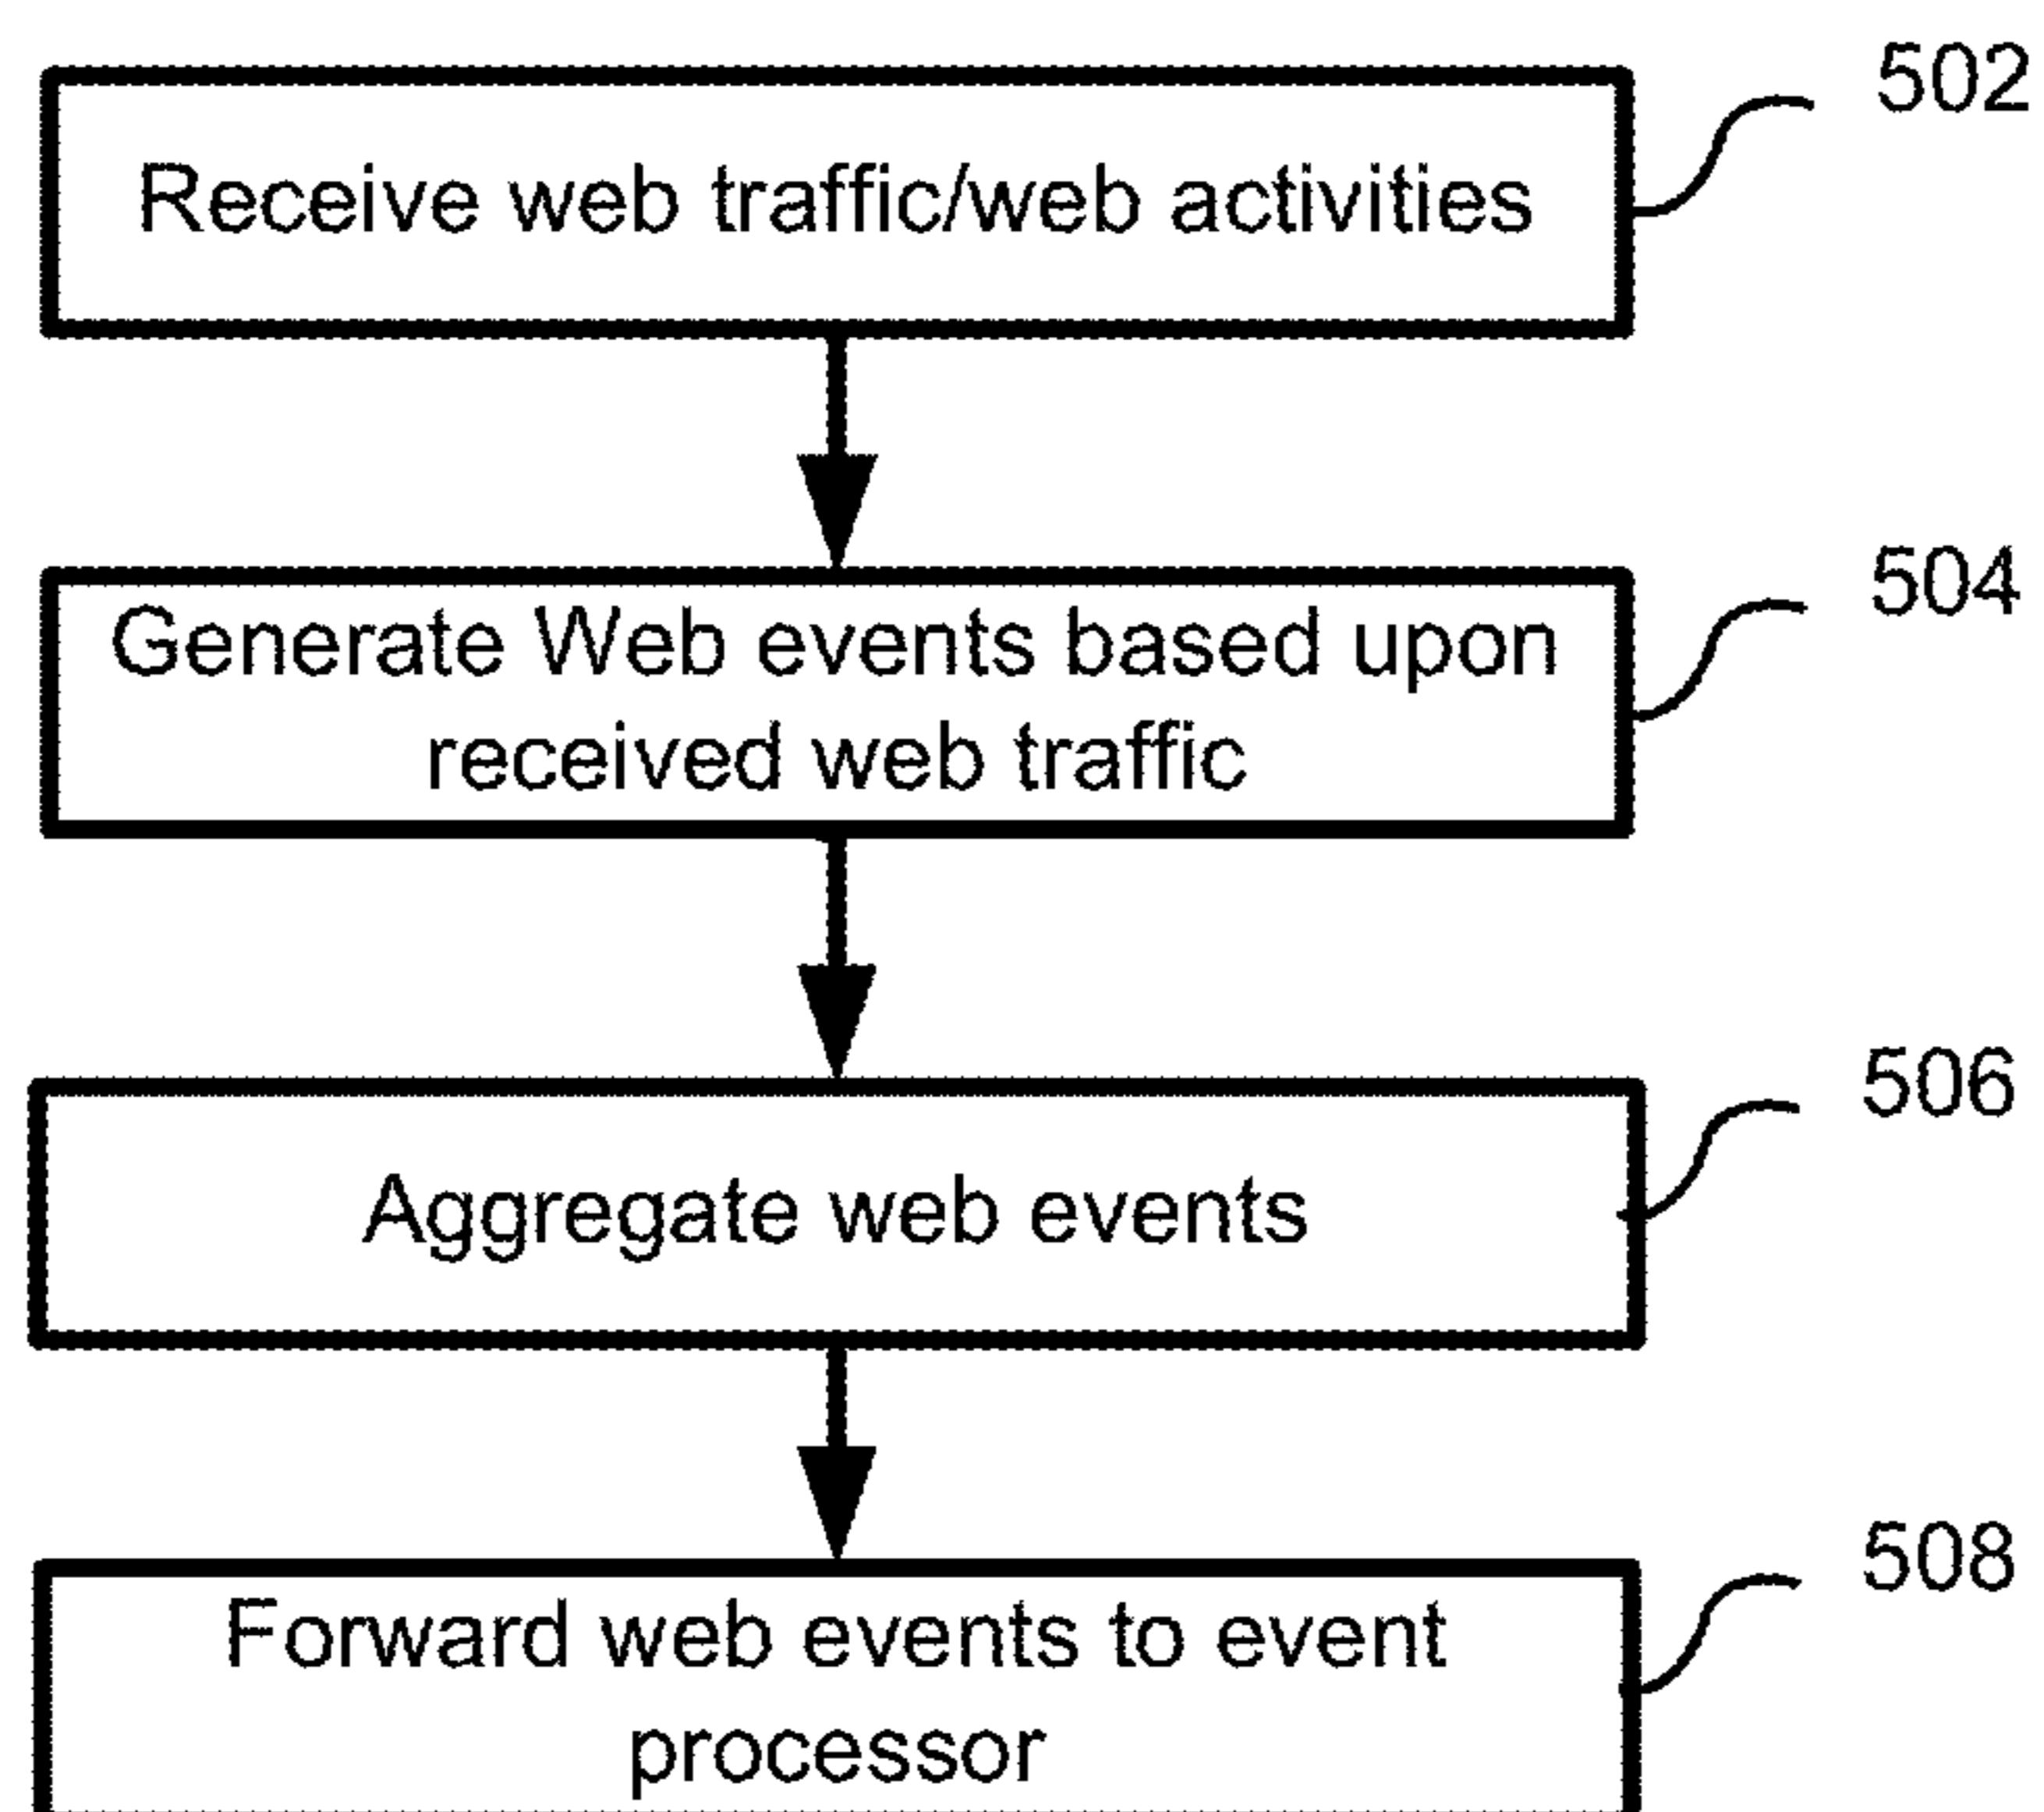 502
Receive web traffic/web activities
504
Generate Web events based upon
received web traffic
506
Aggregate web events
508
Forward web events to event
processor